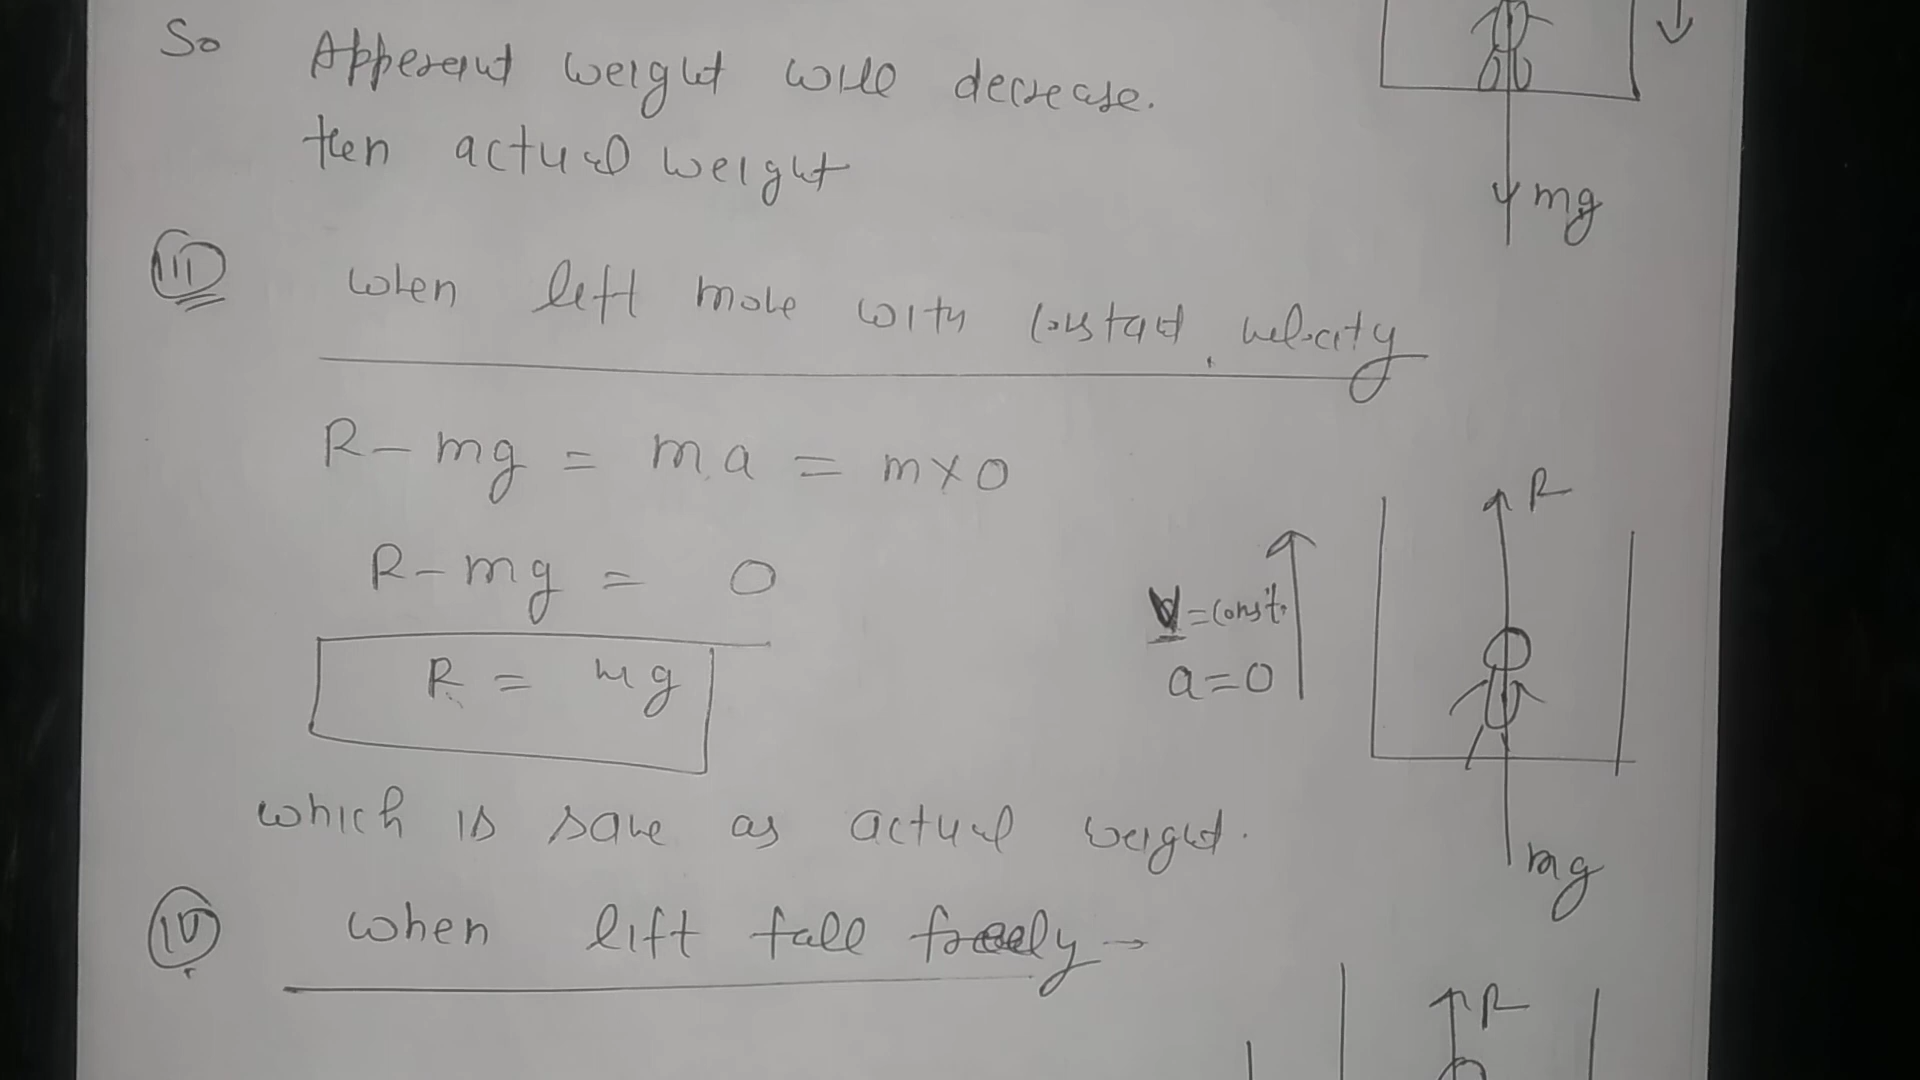 So Apperent weight will decrease.
then actual weight
mg
(iii) when lift move with constant velocity
R - mg = ma = m x 0
R
R - mg = 0
V = const.
a = 0
R = mg
which is same as actual weight.
mg
(iv) when lift fall freely →
R